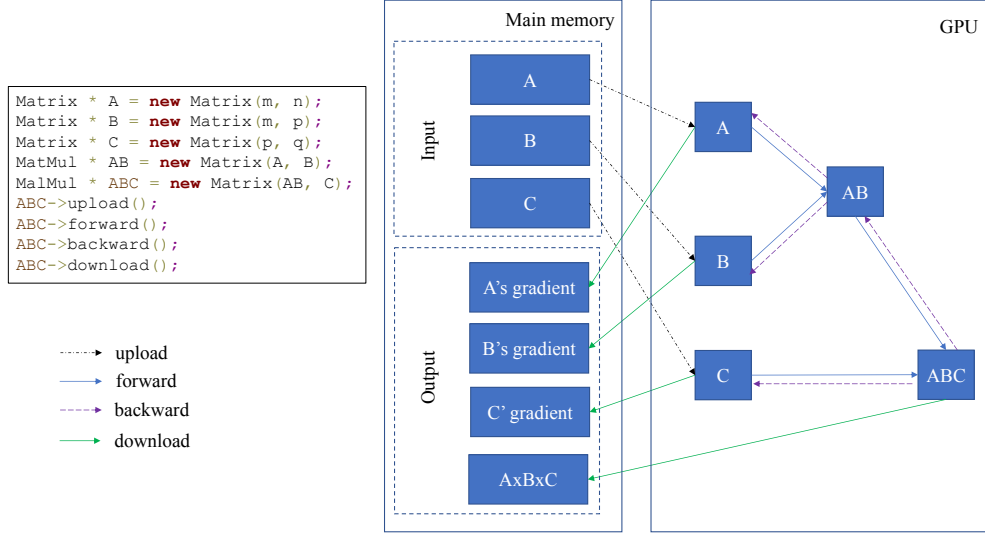 Matrix * A = new Matrix(m, n);
Matrix * B = new Matrix(m, p);
Matrix * C = new Matrix(p, q);
MatMul * AB = new Matrix(A, B);
MalMul * ABC = new Matrix(AB, C);
ABC->upload();
ABC->forward();
ABC->backward();
ABC->download();
upload
forward
backward
download
Main memory
Input
A
B
C
Output
A's gradient
B's gradient
C' gradient
AxBxC
GPU
A
AB
B
C
ABC